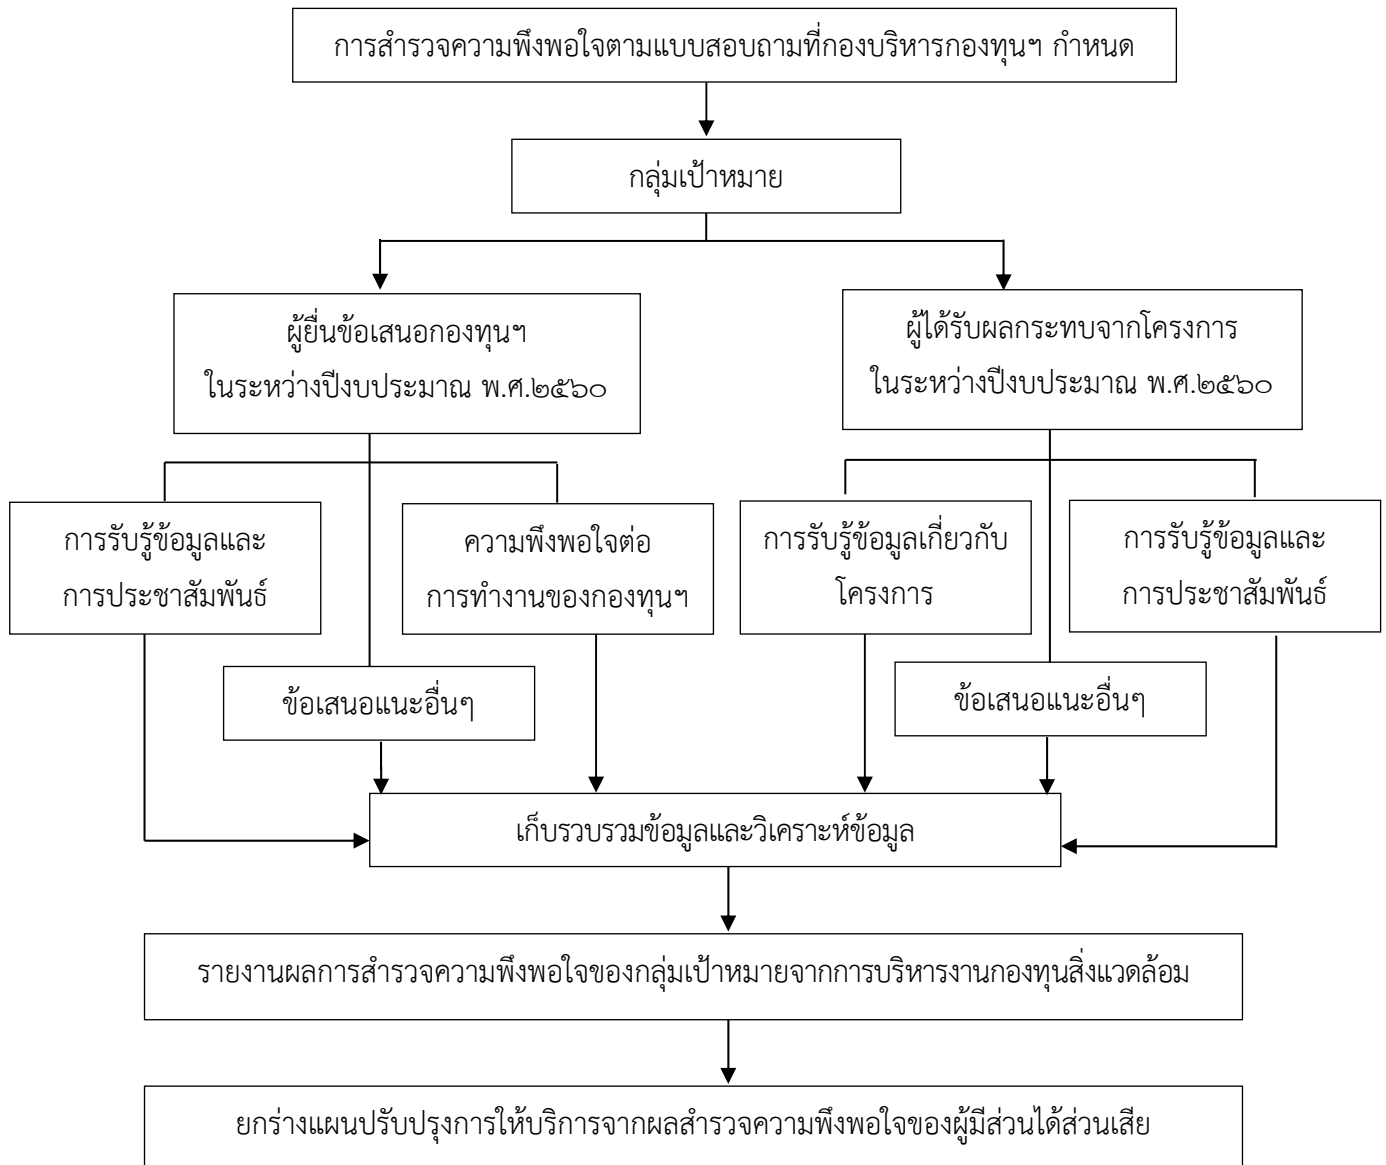 การสำรวจความพึงพอใจตามแบบสอบถามที่กองบริหารกองทุนฯ กำหนด
กลุ่มเป้าหมาย
ผู้ยื่นข้อเสนอกองทุนฯ
ในระหว่างปีงบประมาณ พ.ศ.๒๕๖๐
ผู้ได้รับผลกระทบจากโครงการ
ในระหว่างปีงบประมาณ พ.ศ.๒๕๖๐
การรับรู้ข้อมูลและ
การประชาสัมพันธ์
ความพึงพอใจต่อ
การทำงานของกองทุนฯ
การรับรู้ข้อมูลเกี่ยวกับ
โครงการ
การรับรู้ข้อมูลและ
การประชาสัมพันธ์
ข้อเสนอแนะอื่นๆ
ข้อเสนอแนะอื่นๆ
เก็บรวบรวมข้อมูลและวิเคราะห์ข้อมูล
รายงานผลการสำรวจความพึงพอใจของกลุ่มเป้าหมายจากการบริหารงานกองทุนสิ่งแวดล้อม
ยกร่างแผนปรับปรุงการให้บริการจากผลสำรวจความพึงพอใจของผู้มีส่วนได้ส่วนเสีย